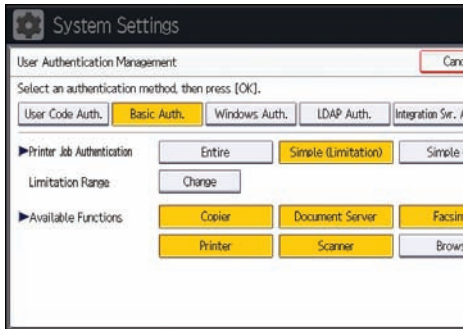 System Settings
User Authentication Management
Select an authentication method, then press [OK].
User Code Auth. Basic Auth. Windows Auth. LDAP Auth. Integration Svr.
▶Printer Job Authentication Entire Simple (Limitation) Simple
Limitation Range Change
▶Available Functions Copier Document Server
Printer Scanner